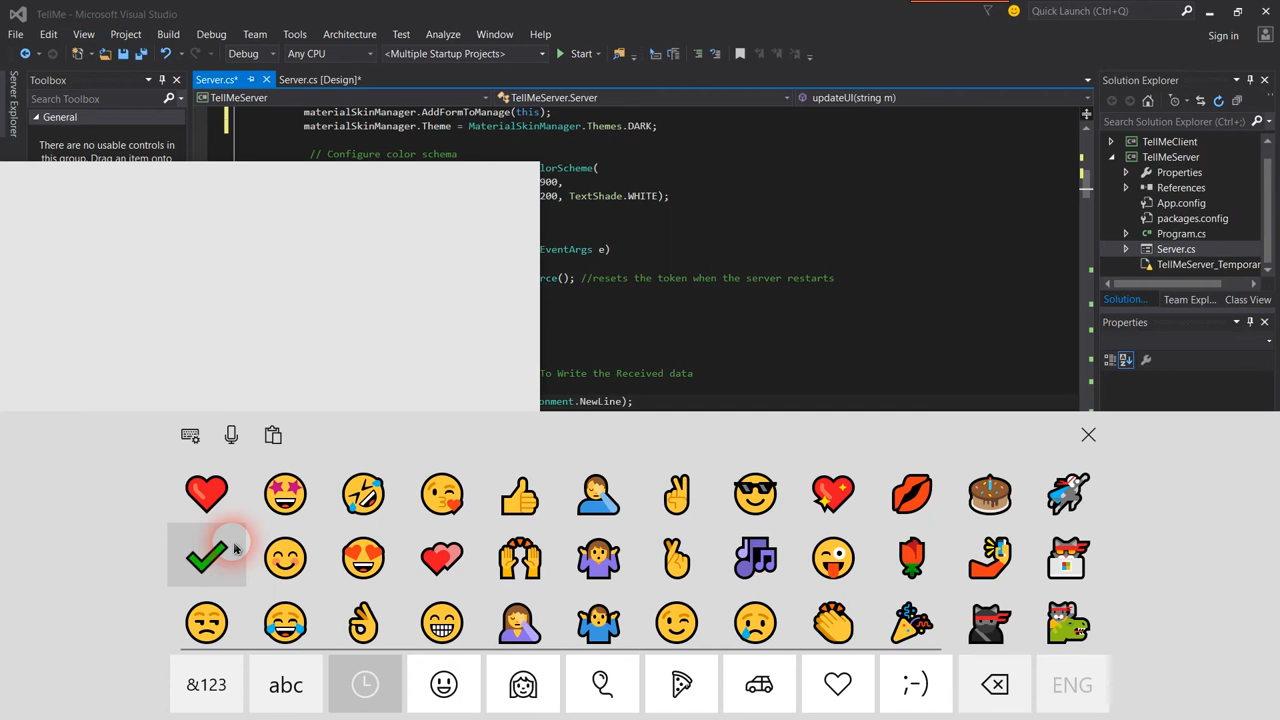 TellMe - Microsoft Visual Studio
Quick Launch (Ctrl+Q)
File Edit View Project Build Debug Team Tools Architecture Test Analyze Window Help
Sign in
Debug Any CPU <Multiple Startup Projects> Start
Server Explorer
Toolbox
Search Toolbox
General
There are no usable controls in
this group. Drag an item onto
Server.cs* Server.cs [Design]*
TellMeServer TellMeServer.Server updateUI(string m)
materialSkinManager.AddFormToManage(this);
materialSkinManager.Theme = MaterialSkinManager.Themes.DARK;
// Configure color schema
lorScheme(
900,
200, TextShade.WHITE);
EventArgs e)
rce(); //resets the token when the server restarts
To Write the Received data
onment.NewLine);
Solution Explorer
Search Solution Explorer (Ctrl+;)
TellMeClient
TellMeServer
Properties
References
App.config
packages.config
Program.cs
Server.cs
TellMeServer_Temporar
Solution... Team Expl... Class View
Properties
&123 abc ;-) ENG